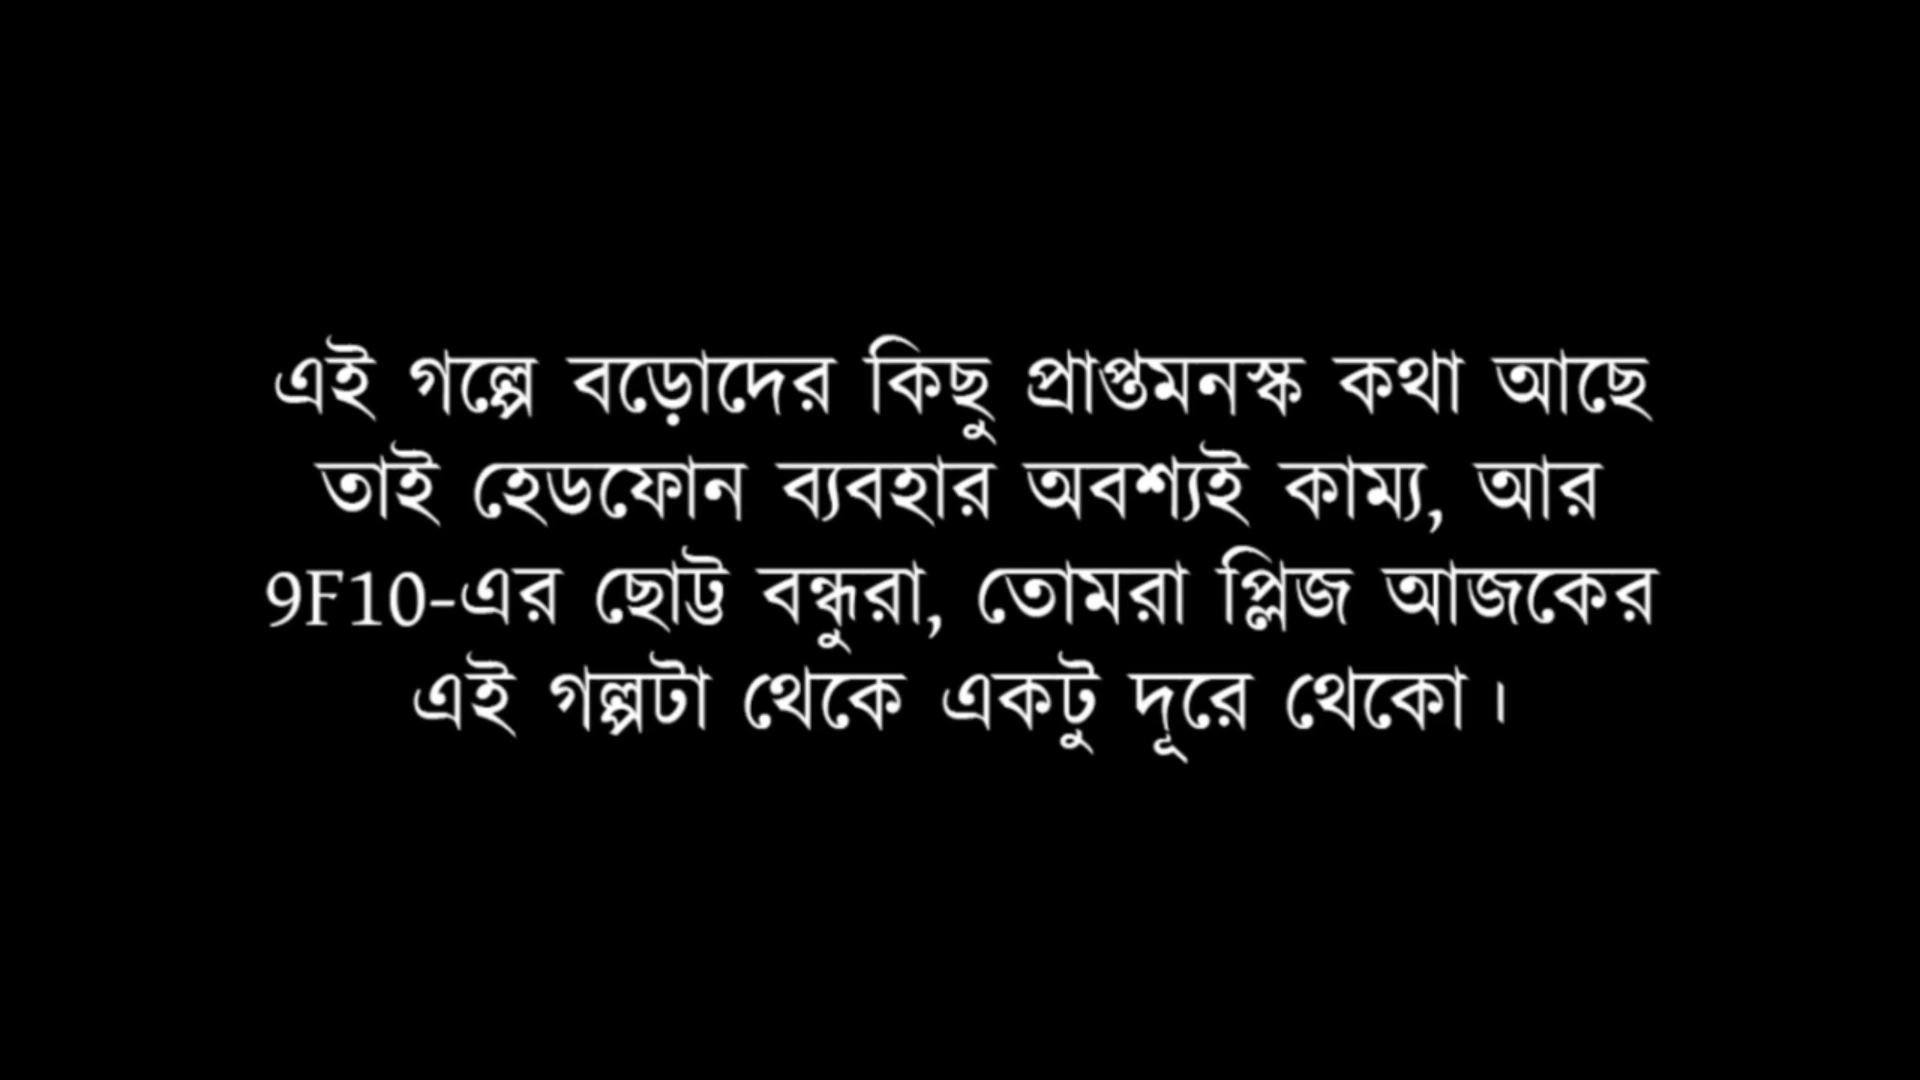 এই গল্পে বড়োদের কিছু প্রাপ্তমনস্ক কথা আছে
তাই হেডফোন ব্যবহার অবশ্যই কাম্য, আর
9F10-এর ছোট্ট বন্ধুরা, তোমরা প্লিজ আজকের
এই গল্পটা থেকে একটু দূরে থেকো।